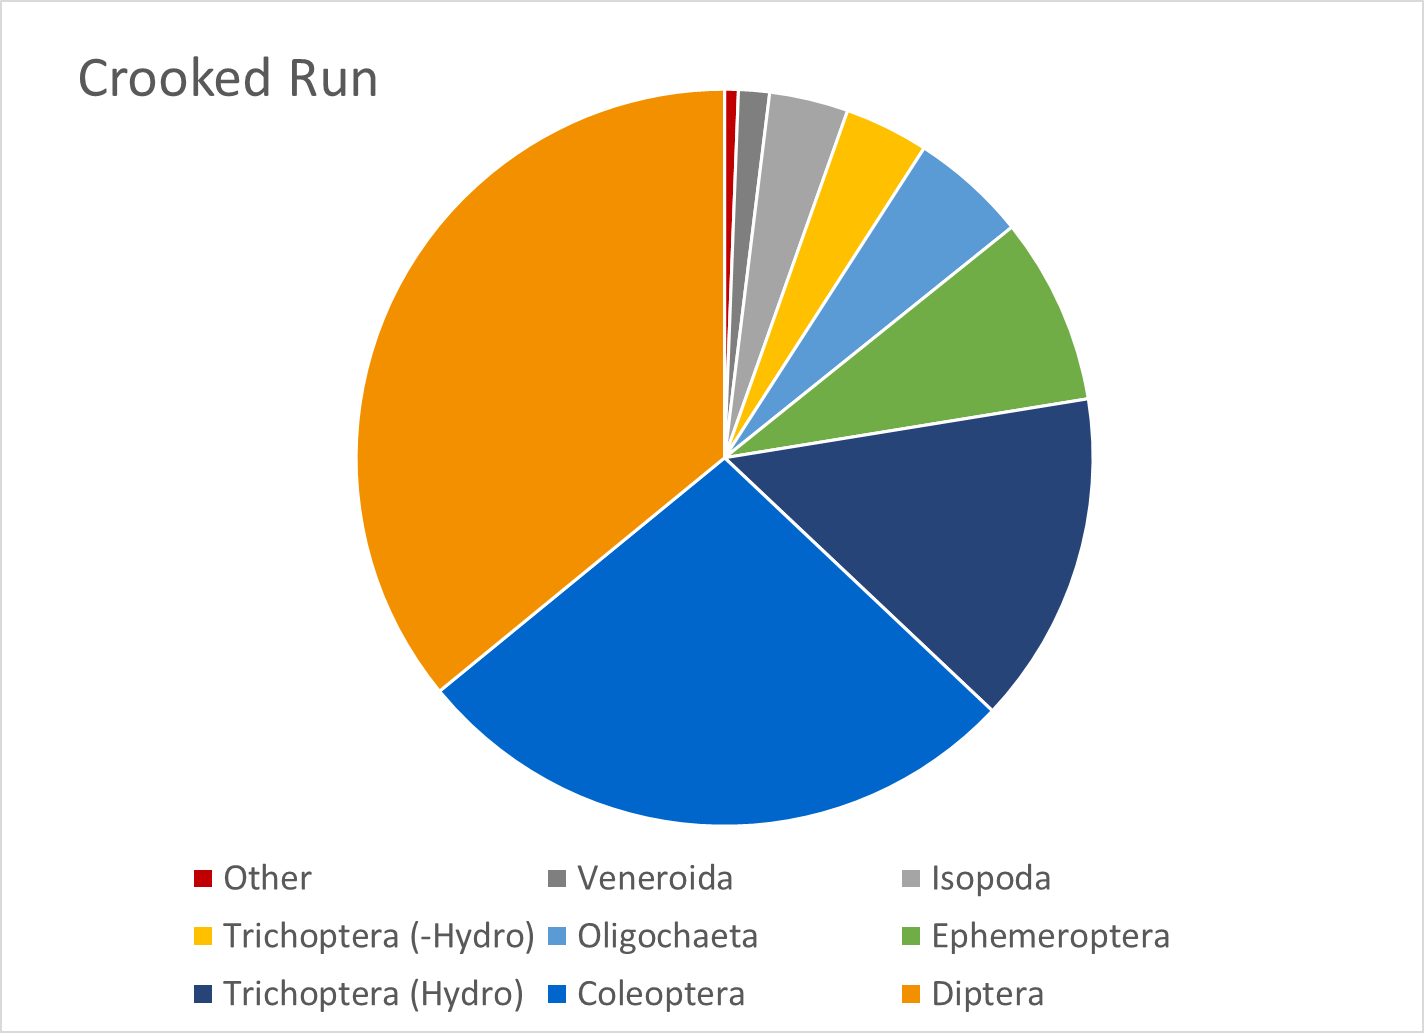 Crooked Run
Other Veneroida Isopoda
Trichoptera (-Hydro) Oligochaeta Ephemeroptera
Trichoptera (Hydro) Coleoptera Diptera